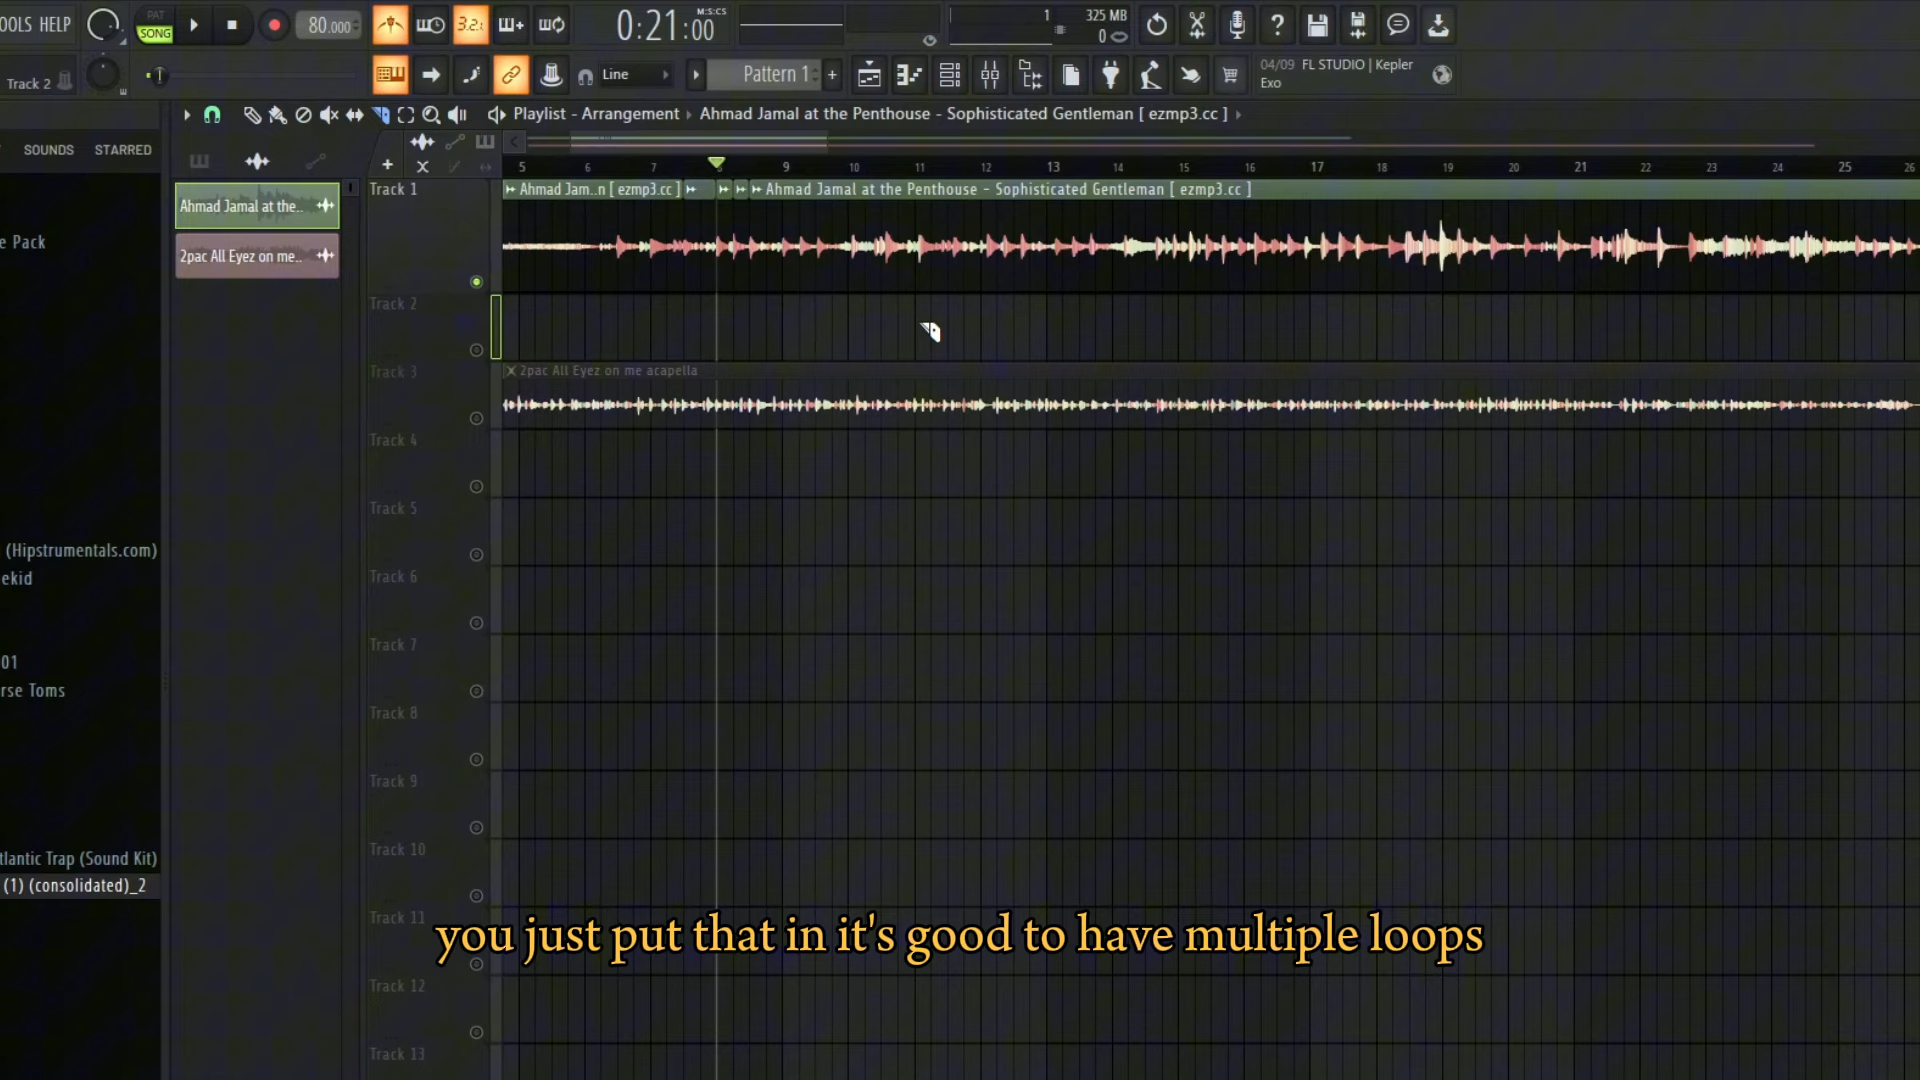 OOLS HELP
PAT
SONG
80.000
3.2.
0:21:00
M:S:CS
1
325 MB
0
Track 2
Line
Pattern 1
04/09 FL STUDIO | Kepler
Exo
Playlist - Arrangement
Ahmad Jamal at the Penthouse - Sophisticated Gentleman [ ezmp3.cc ]
SOUNDS STARRED
5 6 7 8 9 10 11 12 13 14 15 16 17 18 19 20 21 22 23 24 25 26
Track 1
Ahmad Jam..n [ ezmp3.cc ]
Ahmad Jamal at the Penthouse - Sophisticated Gentleman [ ezmp3.cc ]
Ahmad Jamal at the..
2pac All Eyez on me..
e Pack
Track 2
Track 3
2pac All Eyez on me acapella
Track 4
Track 5
(Hipstrumentals.com)
ekid
Track 6
Track 7
01
rse Toms
Track 8
Track 9
Track 10
tlantic Trap (Sound Kit)
(1) (consolidated)_2
Track 11
you just put that in it's good to have multiple loops
Track 12
Track 13